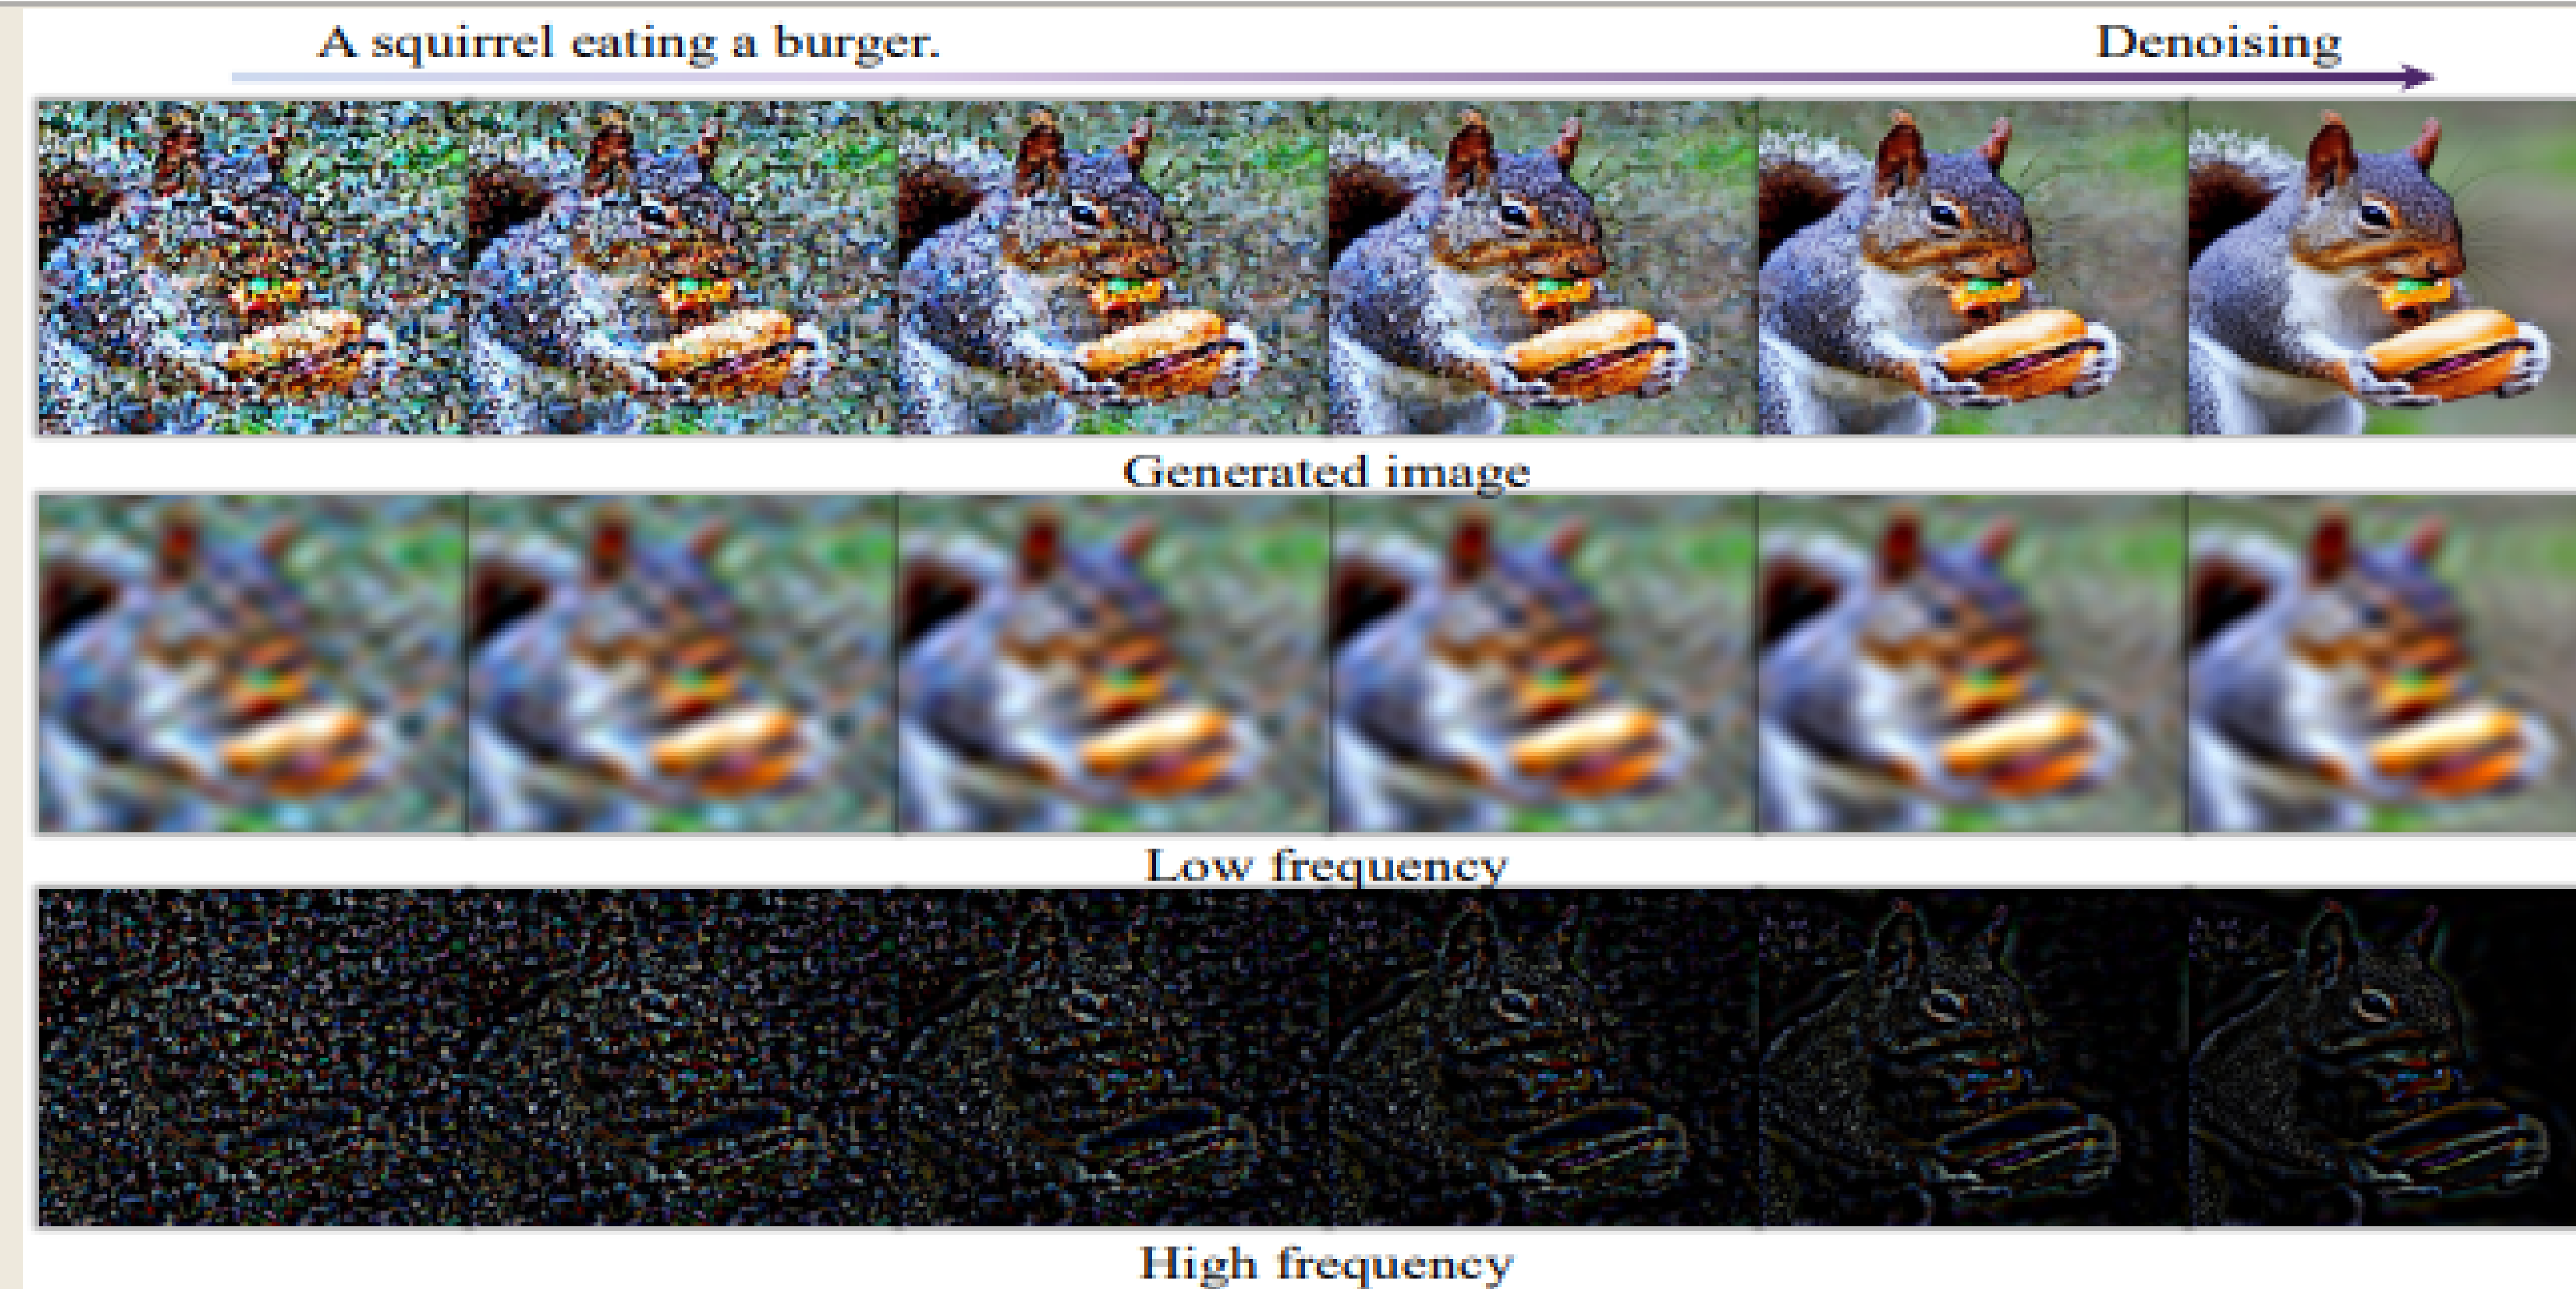 A squirrel eating a burger.
Denoising
Generated image
Low frequency
High frequency